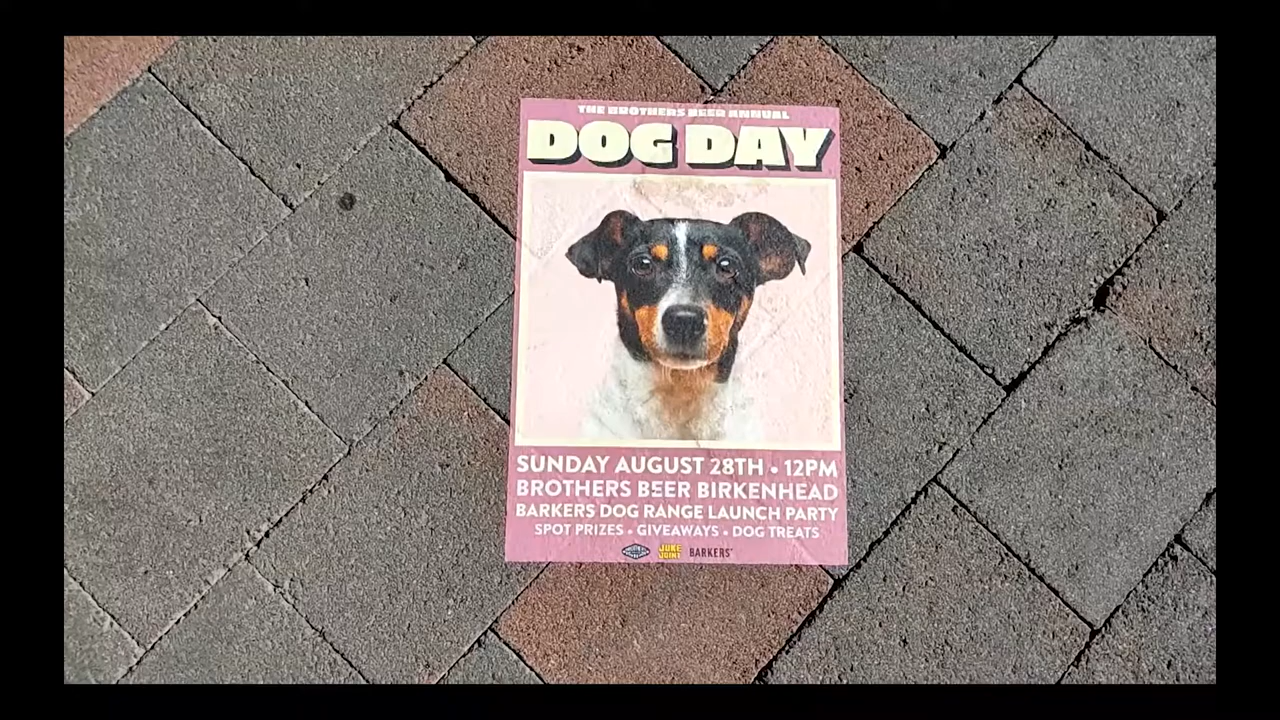 THE BROTHERS BEER ANNUAL
DOG DAY
SUNDAY AUGUST 28TH • 12PM
BROTHERS BEER BIRKENHEAD
BARKERS DOG RANGE LAUNCH PARTY
SPOT PRIZES • GIVEAWAYS • DOG TREATS
JUKE JOINT BARKERS'